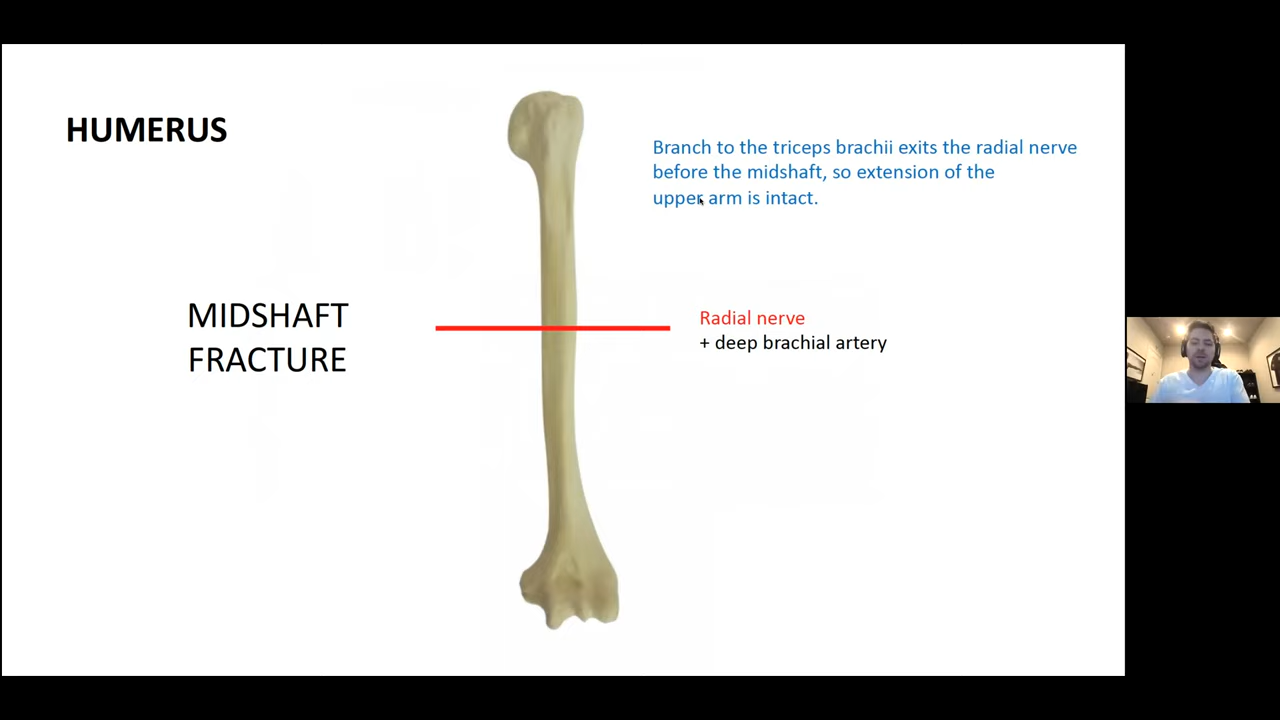 HUMERUS
Branch to the triceps brachii exits the radial nerve
before the midshaft, so extension of the
upper arm is intact.
MIDSHAFT
FRACTURE
Radial nerve
+ deep brachial artery